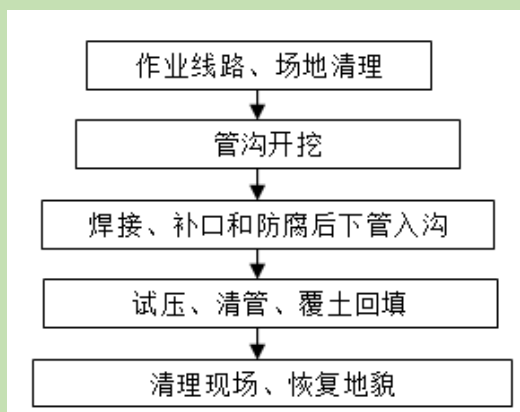 作业线路、场地清理
管沟开挖
焊接、补口和防腐后下管入沟
试压、清管、覆土回填
清理现场、恢复地貌